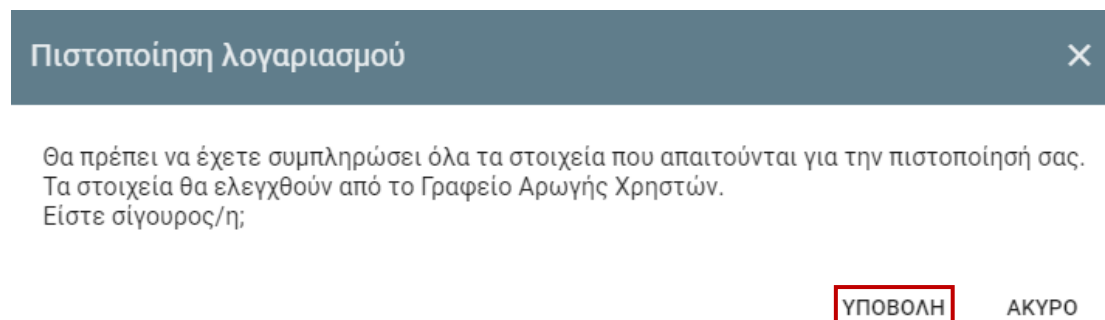 Πιστοποίηση λογαριασμού
Θα πρέπει να έχετε συμπληρώσει όλα τα στοιχεία που απαιτούνται για την πιστοποίησή σας.
Τα στοιχεία θα ελεγχθούν από το Γραφείο Αρωγής Χρηστών.
Είστε σίγουρος/η;
ΥΠΟΒΟΛΗ ΑΚΥΡΟ